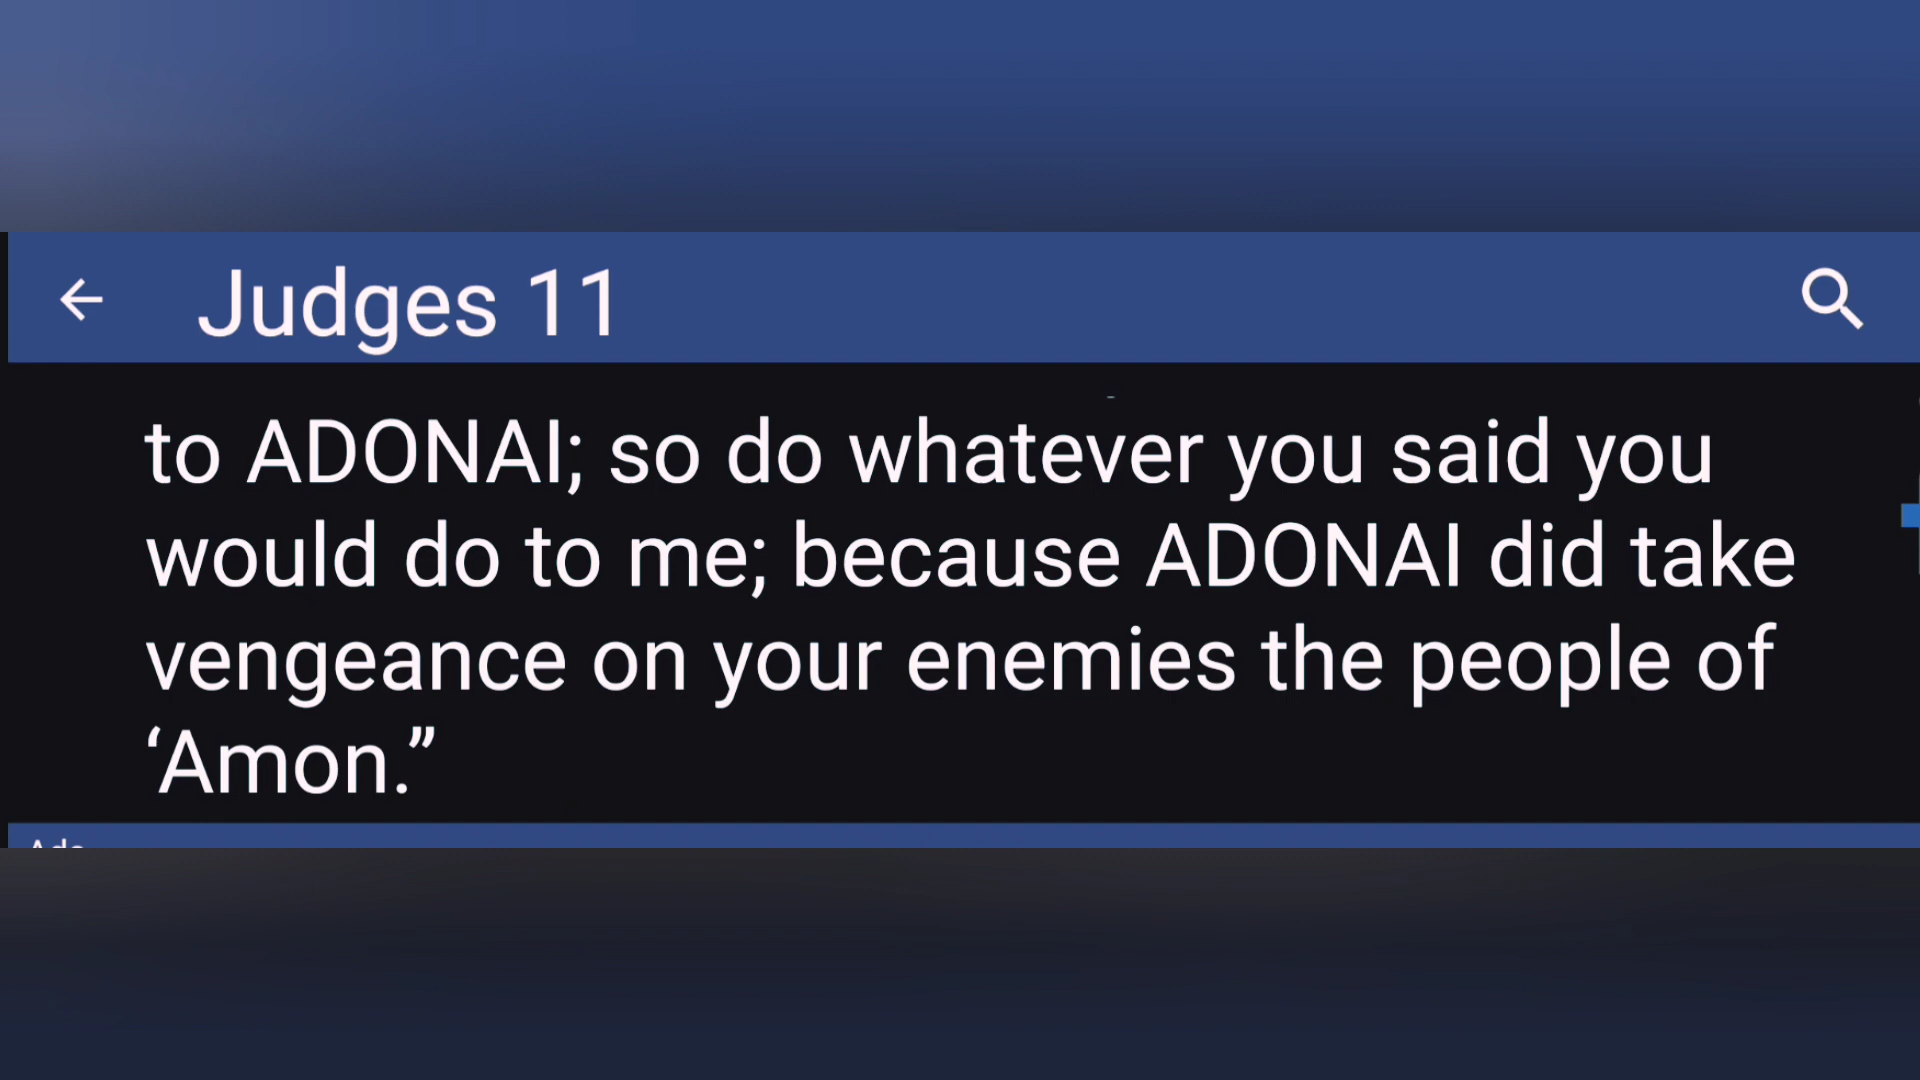 Judges 11
to ADONAI; so do whatever you said you
would do to me; because ADONAI did take
vengeance on your enemies the people of
‘Amon.”